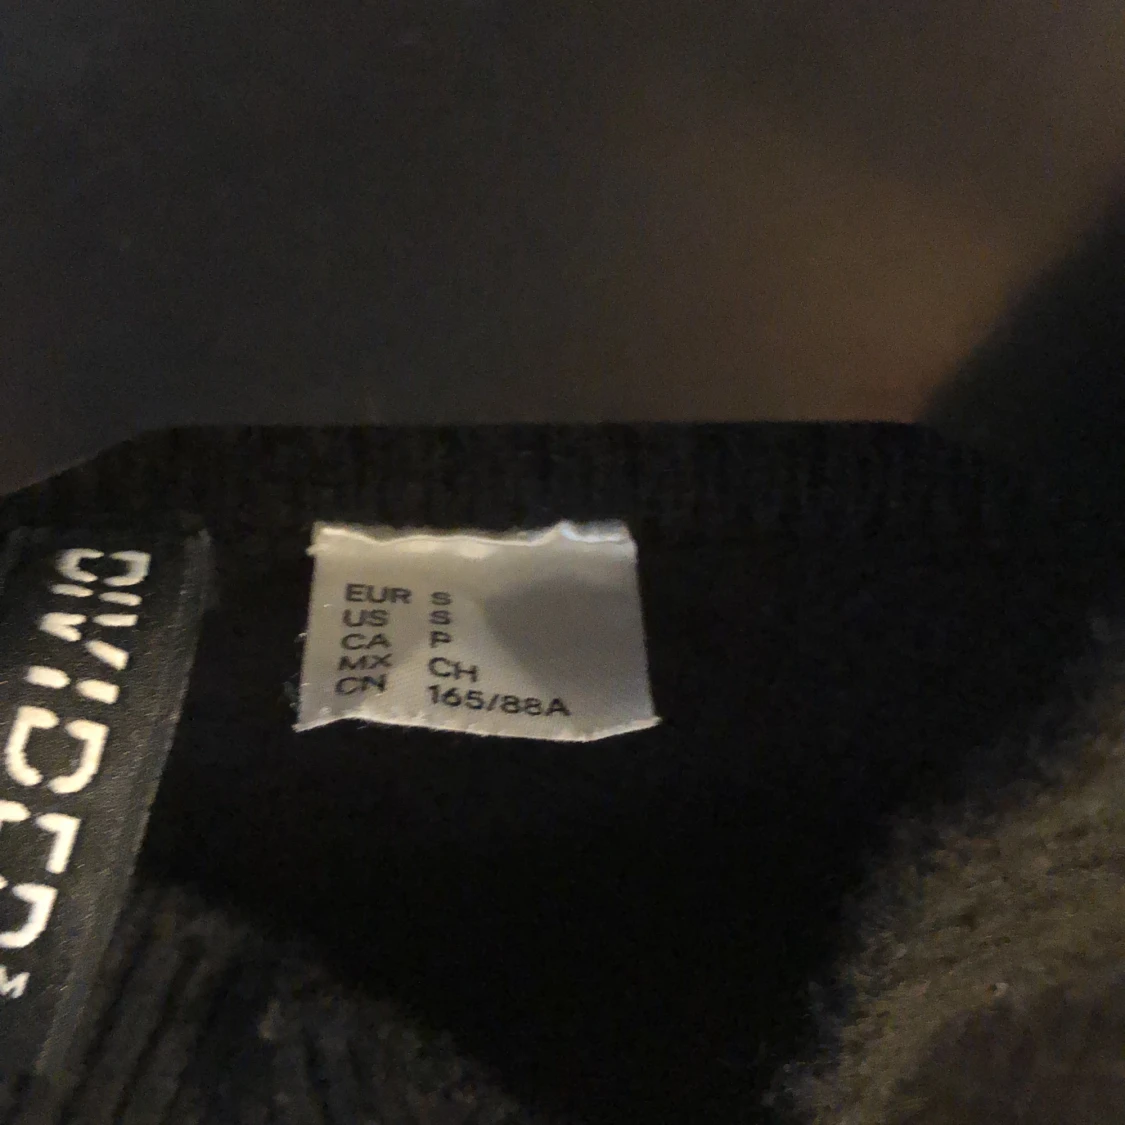 EUR S
US S
CA P
MX CH
CN 165/88A